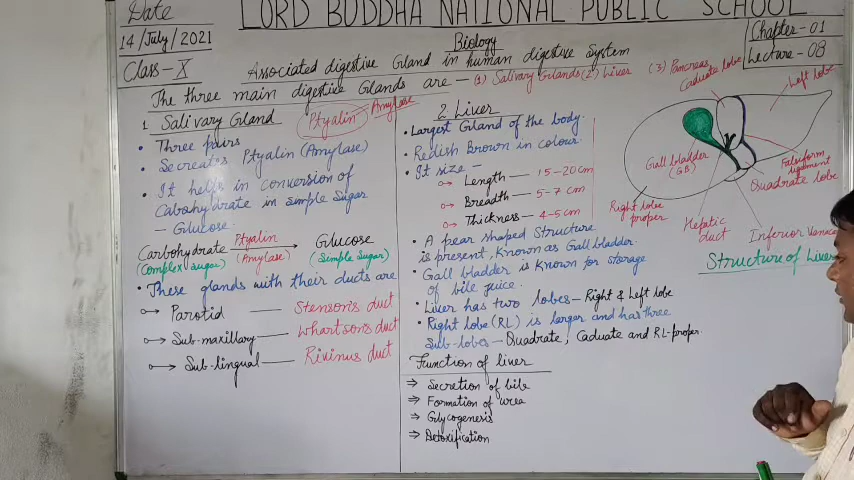 Date
14/July/2021
Class-X
LORD BUDDHA NATIONAL PUBLIC SCHOOL
Chapter-01
Lecture-08
Biology
Associated digestive Gland in human digestive System
The three main digestive Glands are - (1) Salivary Glands (2) Liver (3) Pancreas
1 Salivary Gland
Ptyalin
Amylase
• Three pairs
• Secreates Ptyalin (Amylase)
• It helps in conversion of
Cabohydrate in simple Sugar
- Glucose.
Carbohydrate Ptyalin Glucose
(Complex sugar) (Amylase) (Simple Sugar)
• These glands with their ducts are
Parotid — Stenson's duct
Sub-maxillary — Whartson's duct
Sub-lingual — Rivinus duct
2. Liver
• Largest Gland of the body.
• Redish Brown in colour.
• It size -
Length — 15-20cm
Breadth - 5-7 cm
Thickness - 4-5cm
• A pear shaped Structure
is present, Known as Gall bladder.
• Gall bladder is Known for storage
of bile juice.
• Liver has two lobes - Right & Left lobe
• Right lobe (RL) is larger and has three
Sub-lobes - Quadrate, Caduate and RL-proper.
Function of liver
⇒ Secretion of bile
⇒ Formation of urea
⇒ Glycogenesis
⇒ Detoxification
Caduate lobe
Left lobe
Gall bladder
(GB)
Falsiform
ligament
Quadrate lobe
Right lobe
proper
Hepatic
duct
Inferior Venaca
Structure of Liver